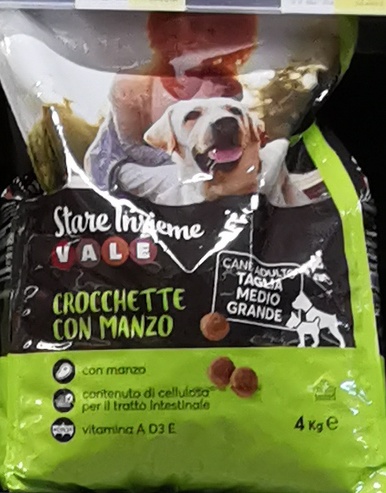 Stare Insieme
VALE
CANE ADULTO
TAGLIA
MEDIO
GRANDE
CROCCHETTE
CON MANZO
con manzo
contenuto di cellulosa
per il tratto intestinale
vitamina A D3 E
4 Kg e